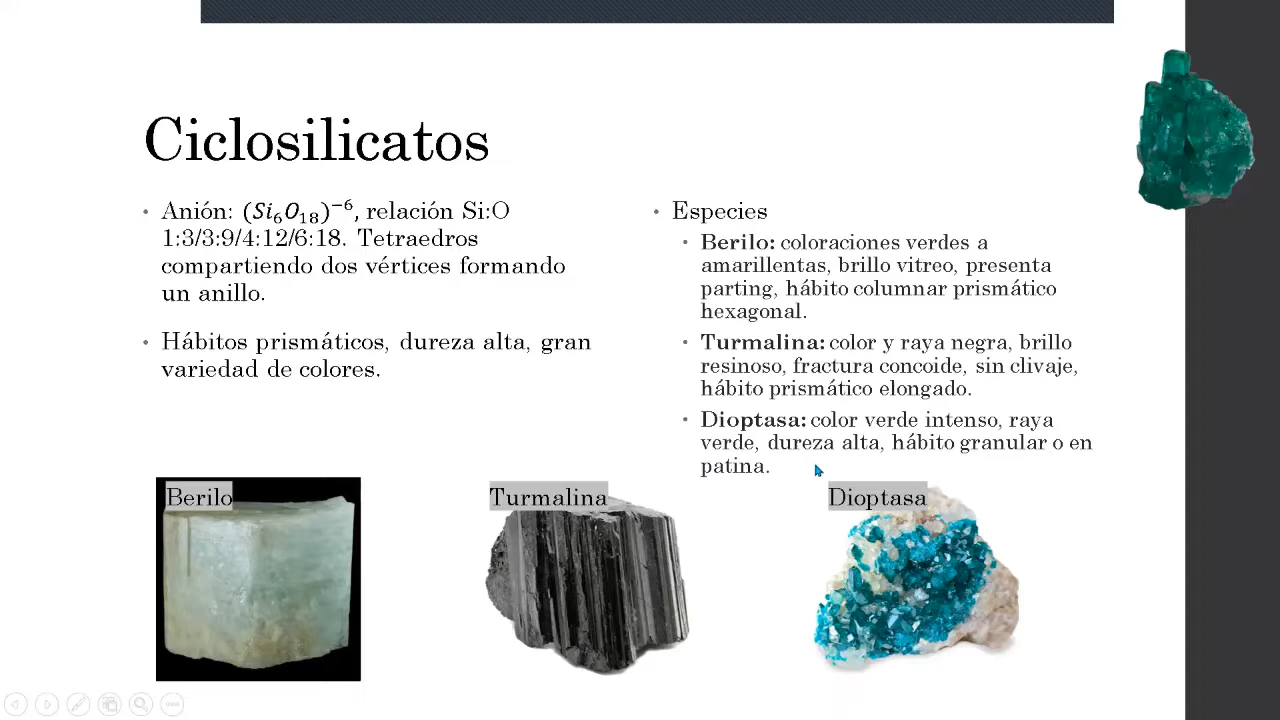 Ciclosilicatos
• Anión: (Si₆O₁₈)⁻⁶, relación Si:O
1:3/3:9/4:12/6:18. Tetraedros
compartiendo dos vértices formando
un anillo.
• Hábitos prismáticos, dureza alta, gran
variedad de colores.
• Especies
• Berilo: coloraciones verdes a
amarillentas, brillo vitreo, presenta
parting, hábito columnar prismático
hexagonal.
• Turmalina: color y raya negra, brillo
resinoso, fractura concoide, sin clivaje,
hábito prismático elongado.
• Dioptasa: color verde intenso, raya
verde, dureza alta, hábito granular o en
patina.
Berilo
Turmalina
Dioptasa